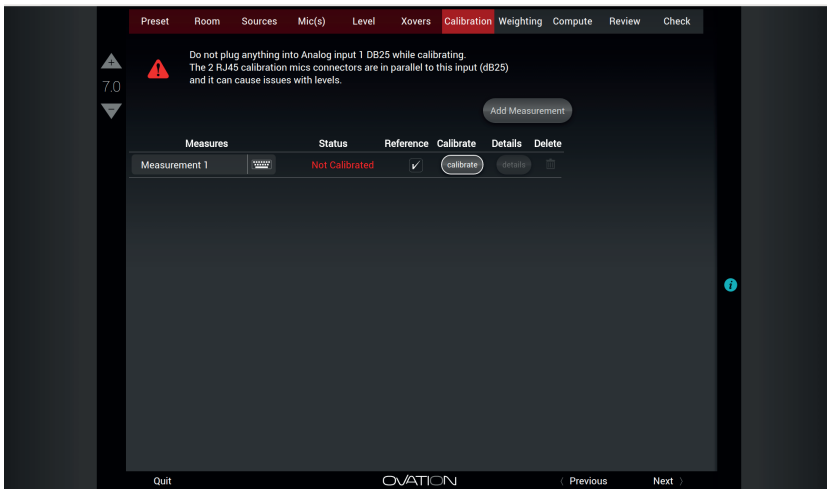 Preset Room Sources Mic(s) Level Xovers Calibration Weighting Compute Review Check
Do not plug anything into Analog input 1 DB25 while calibrating.
The 2 RJ45 calibration mics connectors are in parallel to this input (dB25)
and it can cause issues with levels.
7.0
Add Measurement
Measures Status Reference Calibrate Details Delete
Measurement 1 Not Calibrated calibrate details
Quit OVATION Previous Next